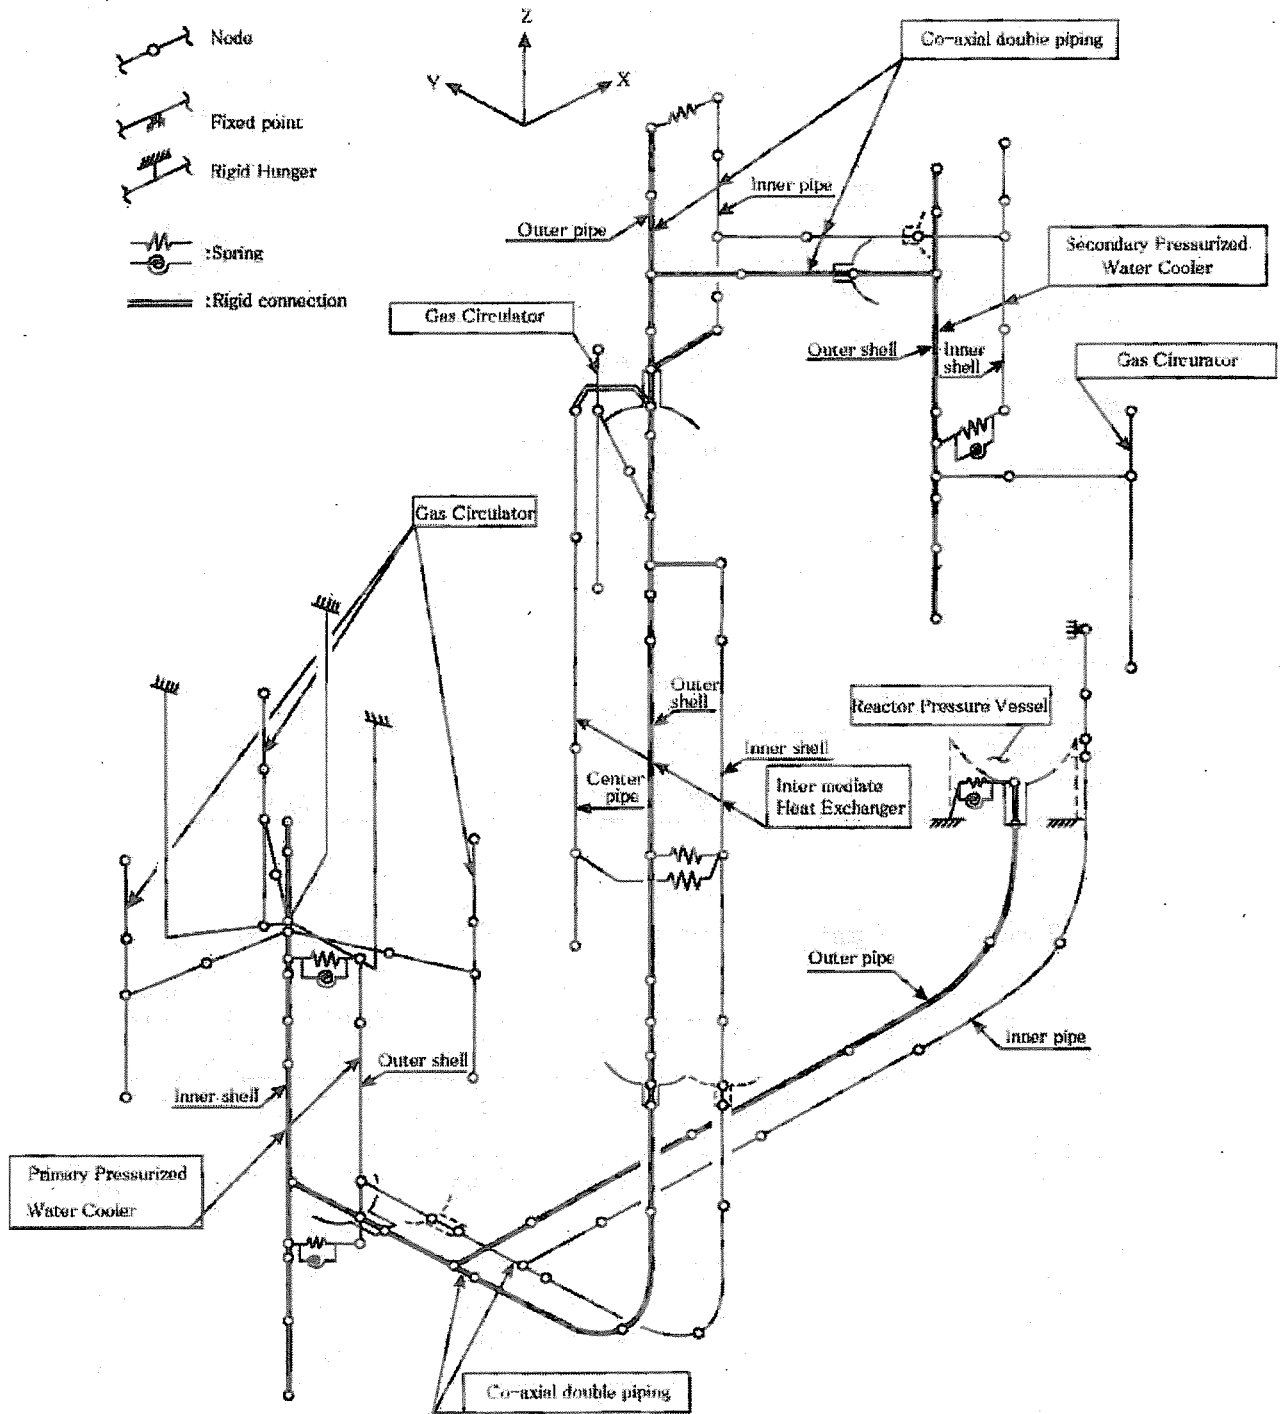 Node
Z
Co-axial double piping
Y
X
Fixed point
Rigid Hunger
Inner pipe
Outer pipe
:Spring
Secondary Pressurized
Water Cooler
:Rigid connection
Gas Circulator
Outer shell
Inner
shell
Gas Circurator
Gas Circulator
Outer
shell
Reactor Pressure Vessel
Inner shell
Center
pipe
Inter mediate
Heat Exchanger
Outer pipe
Inner pipe
Outer shell
Inner shell
Primary Pressurized
Water Cooler
Co-axial double piping